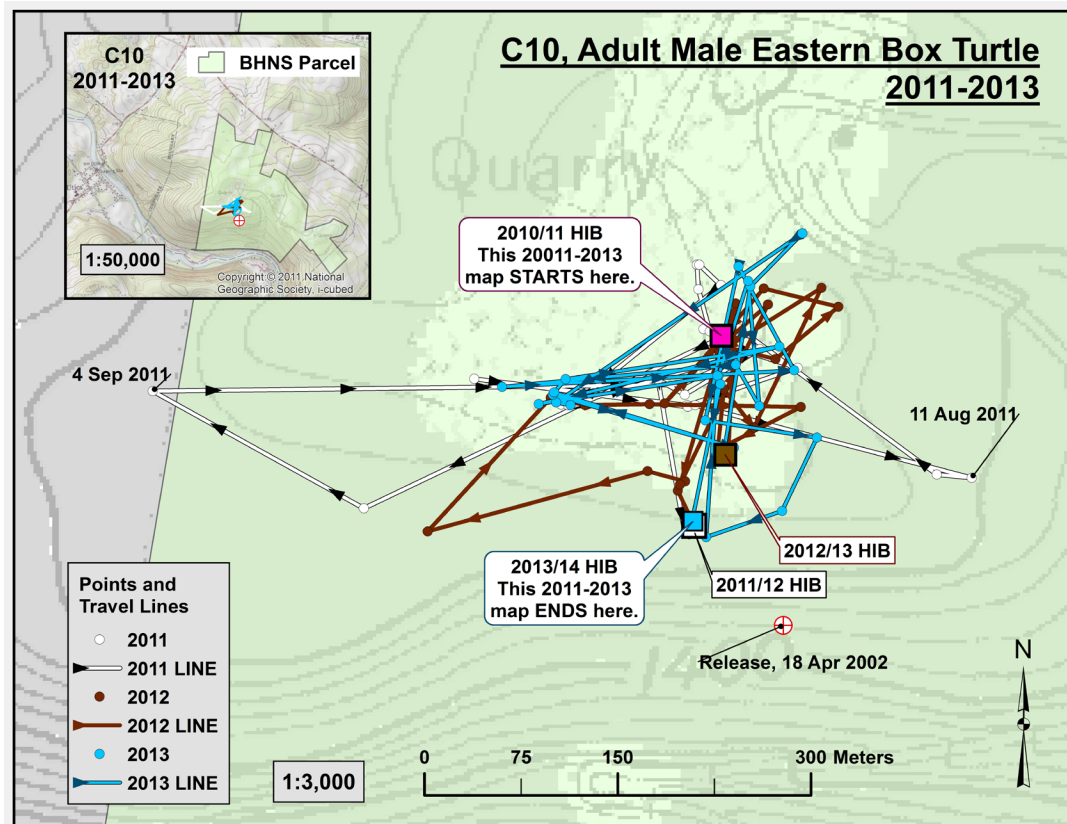 C10, Adult Male Eastern Box Turtle
2011-2013
C10
2011-2013
BHNS Parcel
1:50,000
Copyright:© 2011 National
Geographic Society, i-cubed
Quarry
2010/11 HIB
This 20011-2013
map STARTS here.
4 Sep 2011
11 Aug 2011
2012/13 HIB
2013/14 HIB
This 2011-2013
map ENDS here.
2011/12 HIB
Release, 18 Apr 2002
1400
Points and
Travel Lines
2011
2011 LINE
2012
2012 LINE
2013
2013 LINE
1:3,000
0 75 150 300 Meters
N